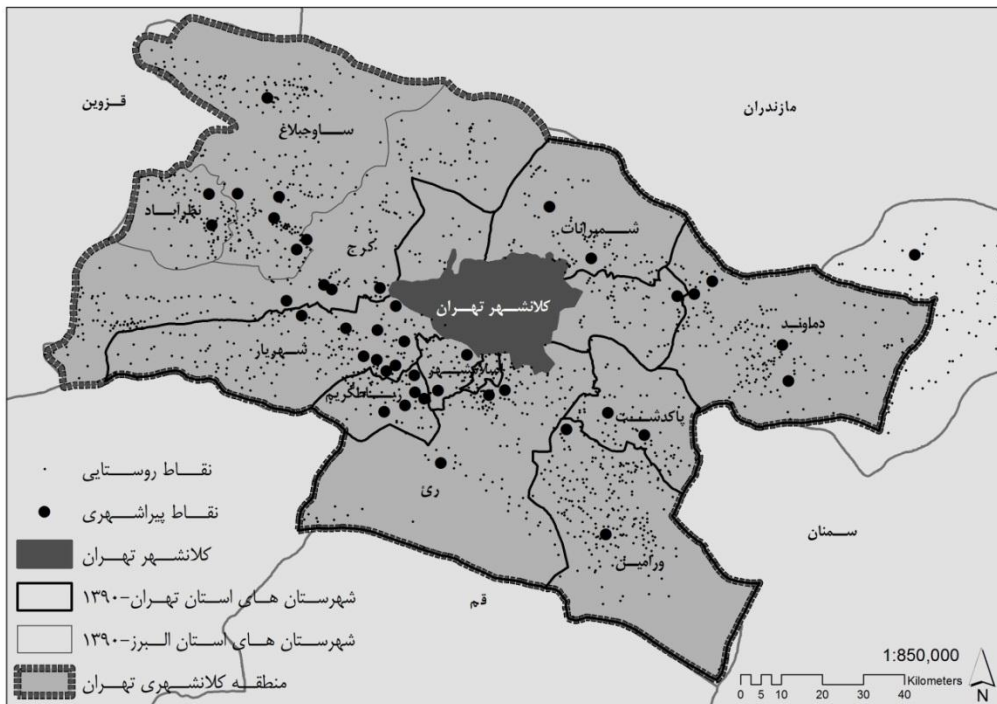 مازندران
قزوین
ساوجبلاغ
نظرآباد
شمیرانات
کرج
کلانشهر تهران
دماوند
شهریار
اسلامشهر
رباطکریم
پاکدشت
ری
سمنان
ورامین
قم
نقاط روستایی
نقاط پیراشهری
کلانشهر تهران
شهرستان های استان تهران-۱۳۹۰
شهرستان های استان البرز-۱۳۹۰
منطقه کلانشهری تهران
1:850,000
Kilometers
0 5 10 20 30 40
N